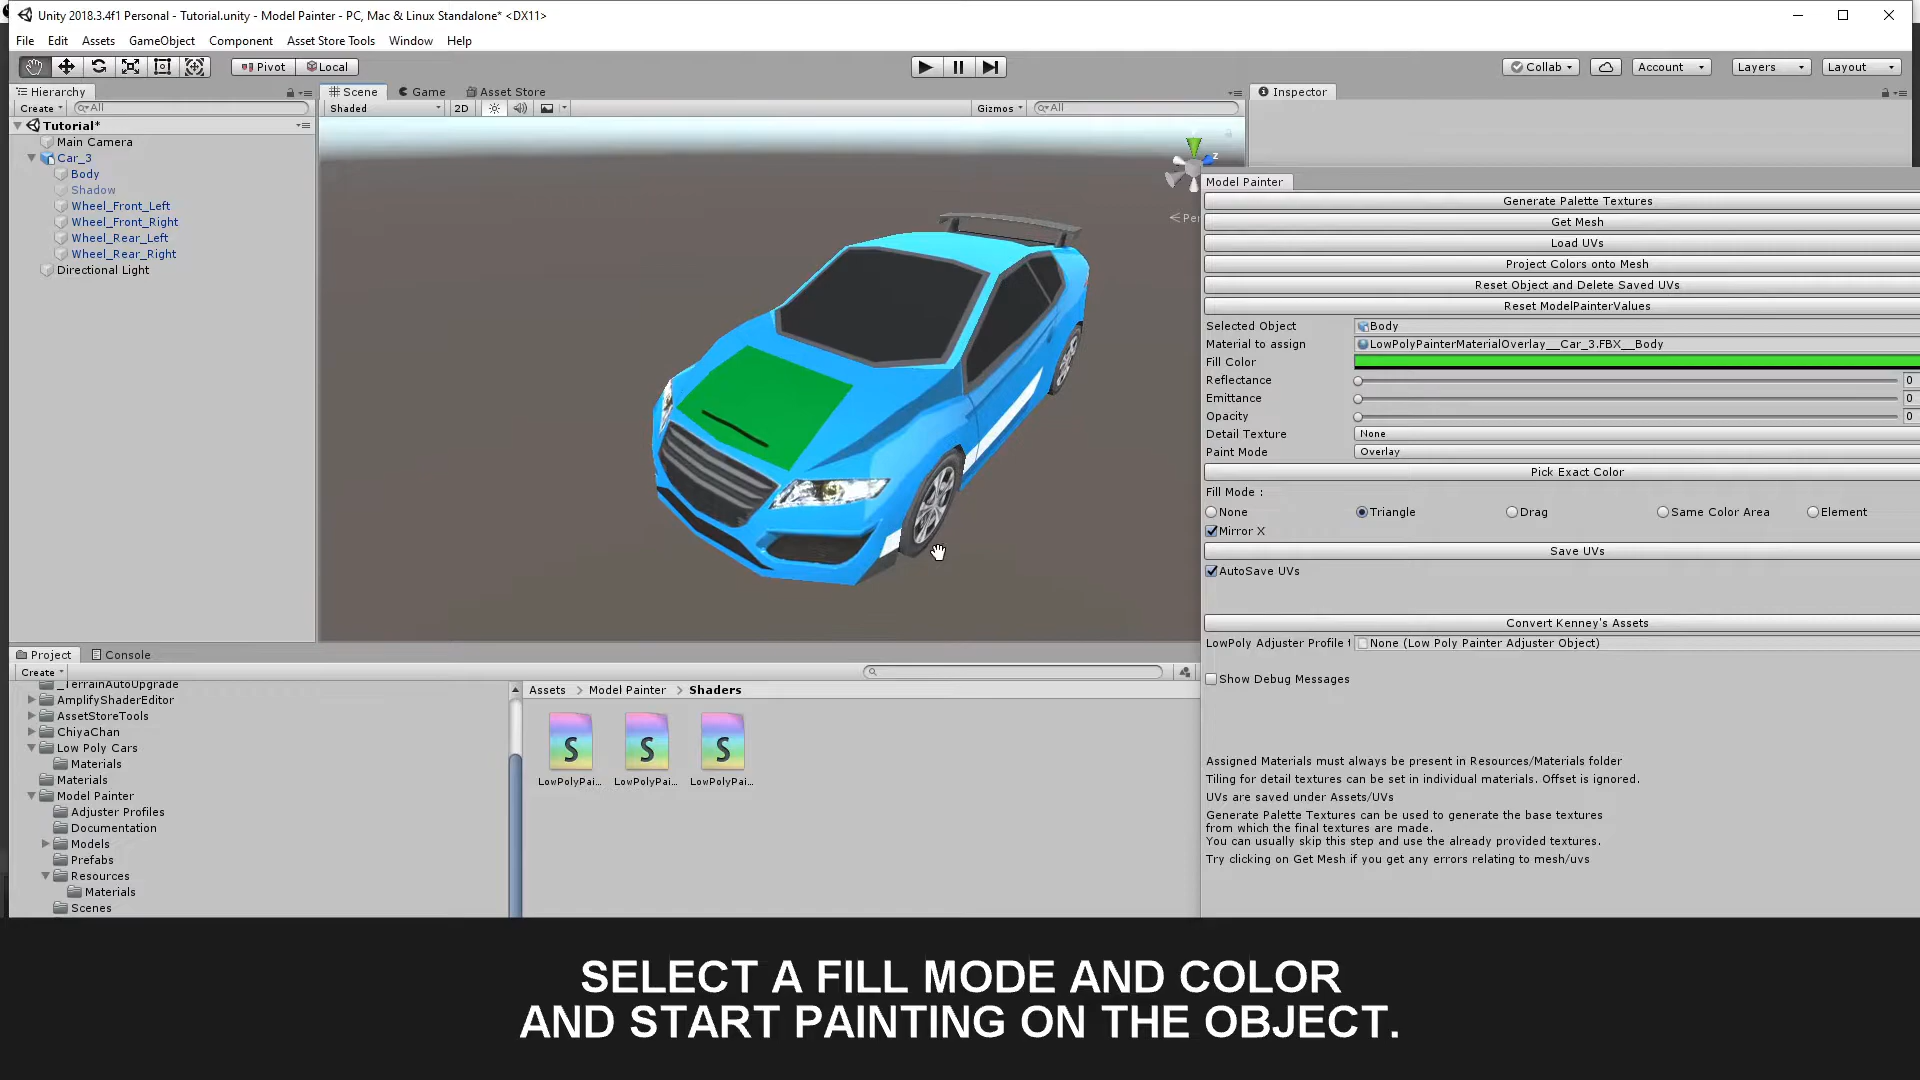 Unity 2018.3.4f1 Personal - Tutorial.unity - Model Painter - PC, Mac & Linux Standalone* <DX11>
File Edit Assets GameObject Component Asset Store Tools Window Help
Pivot Local Collab Account Layers Layout
Hierarchy
Create All
Tutorial*
Main Camera
Car_3
Body
Shadow
Wheel_Front_Left
Wheel_Front_Right
Wheel_Rear_Left
Wheel_Rear_Right
Directional Light
Scene Game Asset Store
Shaded 2D Gizmos All
z
Per
Inspector
Model Painter
Generate Palette Textures
Get Mesh
Load UVs
Project Colors onto Mesh
Reset Object and Delete Saved UVs
Reset ModelPainterValues
Selected Object Body
Material to assign LowPolyPainterMaterialOverlay__Car_3.FBX__Body
Fill Color
Reflectance 0
Emittance 0
Opacity 0
Detail Texture None
Paint Mode Overlay
Pick Exact Color
Fill Mode :
None Triangle Drag Same Color Area Element
Mirror X
Save UVs
AutoSave UVs
Convert Kenney's Assets
LowPoly Adjuster Profile t None (Low Poly Painter Adjuster Object)
Show Debug Messages
Assigned Materials must always be present in Resources/Materials folder
Tiling for detail textures can be set in individual materials. Offset is ignored.
UVs are saved under Assets/UVs
Generate Palette Textures can be used to generate the base textures
from which the final textures are made.
You can usually skip this step and use the already provided textures.
Try clicking on Get Mesh if you get any errors relating to mesh/uvs
Project Console
Create
_TerrainAutoUpgrade
AmplifyShaderEditor
AssetStoreTools
ChiyaChan
Low Poly Cars
Materials
Materials
Model Painter
Adjuster Profiles
Documentation
Models
Prefabs
Resources
Materials
Scenes
Assets > Model Painter > Shaders
LowPolyPai... LowPolyPai... LowPolyPai...
SELECT A FILL MODE AND COLOR
AND START PAINTING ON THE OBJECT.